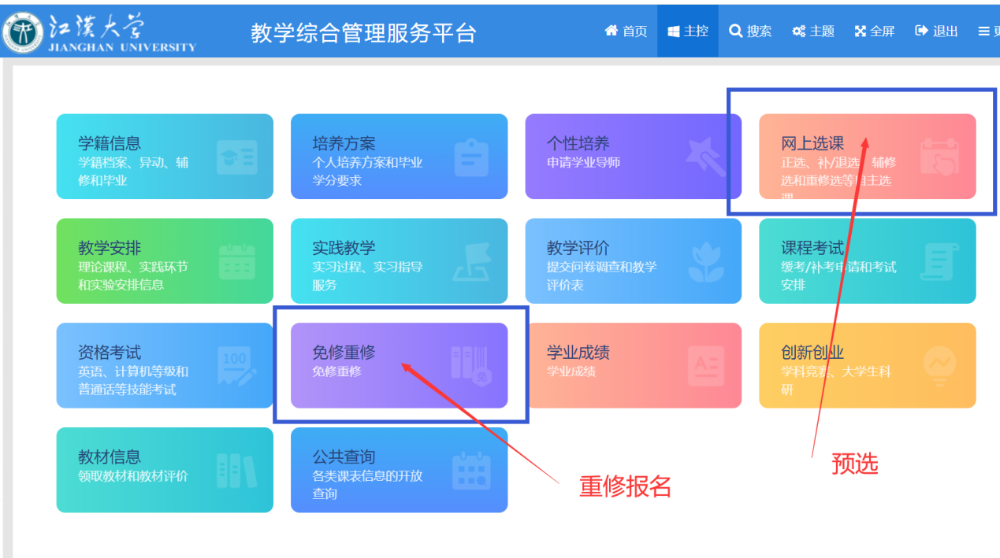 江漢大学
JIANGHAN UNIVERSITY
教学综合管理服务平台
首页
主控
搜索
主题
全屏
退出
学籍信息
学籍档案、异动、辅
修和毕业
培养方案
个人培养方案和毕业
学分要求
个性培养
申请学业导师
网上选课
正选、补/退选、辅修
选和重修选等自主选
课
教学安排
理论课程、实践环节
和实验安排信息
实践教学
实习过程、实习指导
服务
教学评价
提交问卷调查和教学
评价表
课程考试
缓考/补考申请和考试
安排
资格考试
英语、计算机等级和
普通话等技能考试
100
免修重修
免修重修
免
学业成绩
学业成绩
A
创新创业
学科竞赛、大学生科
研
教材信息
领取教材和教材评价
公共查询
各类课表信息的开放
查询
重修报名
预选